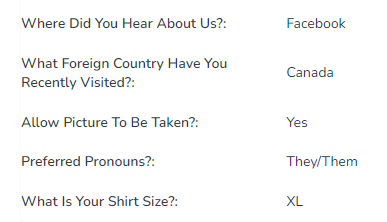 Where Did You Hear About Us?: Facebook
What Foreign Country Have You
Recently Visited?: Canada
Allow Picture To Be Taken?: Yes
Preferred Pronouns?: They/Them
What Is Your Shirt Size?: XL